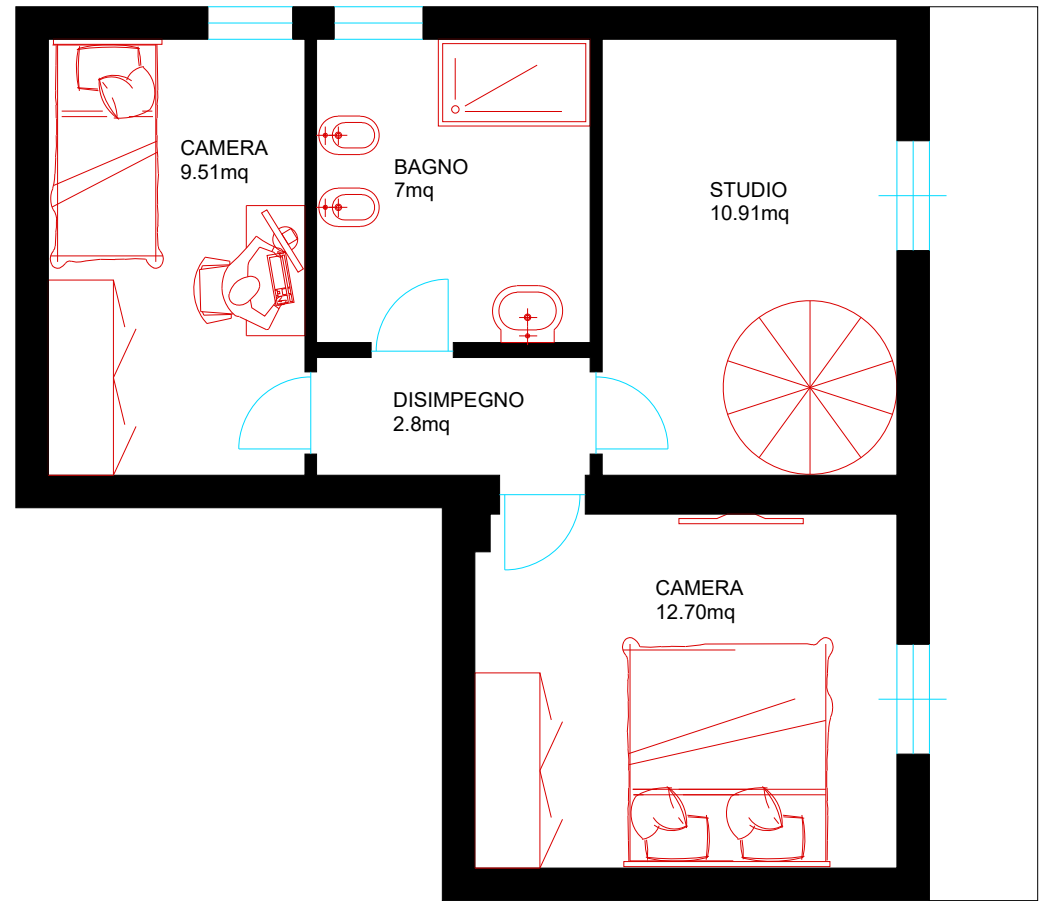 CAMERA
9.51mq
BAGNO
7mq
STUDIO
10.91mq
DISIMPEGNO
2.8mq
CAMERA
12.70mq